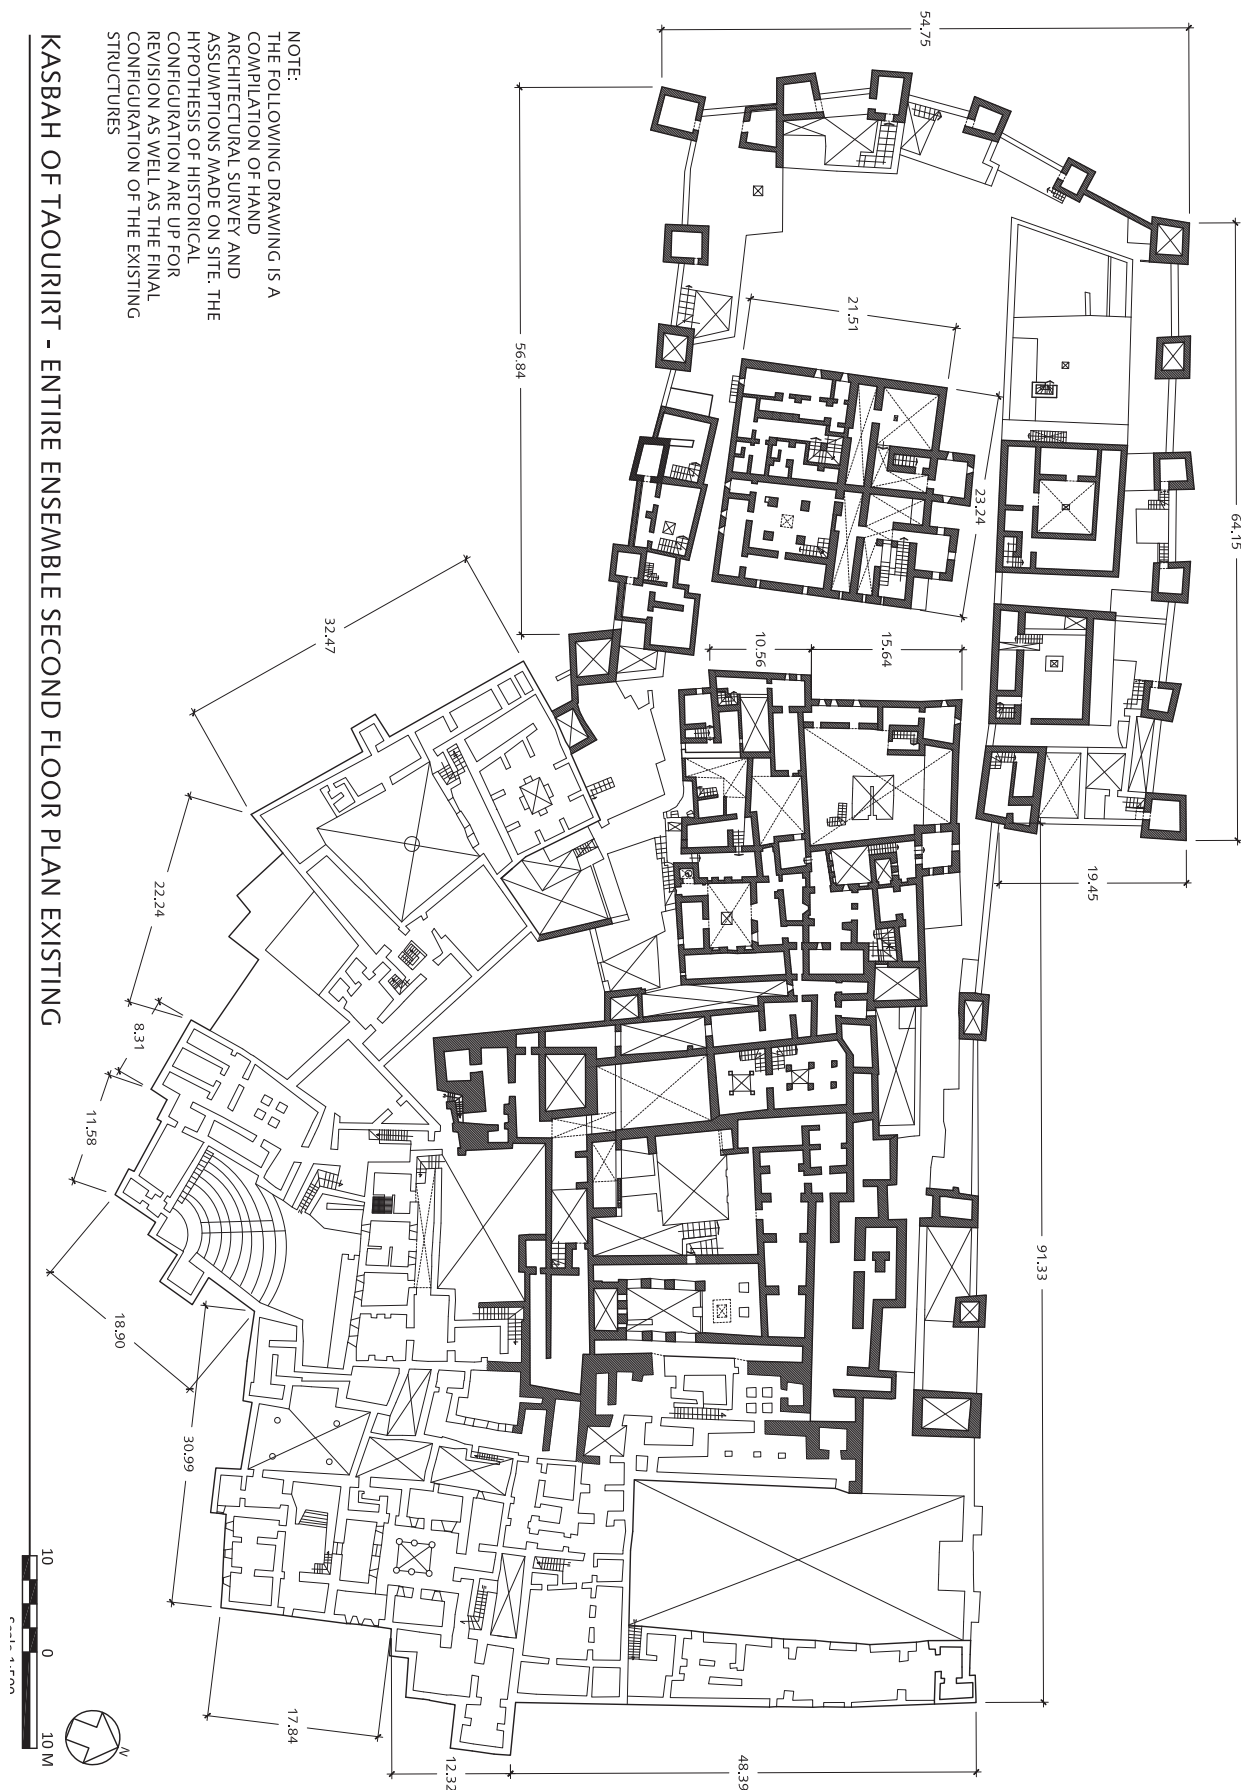 KASBAH OF TAOURIRT - ENTIRE ENSEMBLE SECOND FLOOR PLAN EXISTING
NOTE:
THE FOLLOWING DRAWING IS A
COMPILATION OF HAND
ARCHITECTURAL SURVEY AND
ASSUMPTIONS MADE ON SITE. THE
HYPOTHESIS OF HISTORICAL
CONFIGURATION ARE UP FOR
REVISION AS WELL AS THE FINAL
CONFIGURATION OF THE EXISTING
STRUCTURES
54.75
56.84
21.51
23.24
64.15
32.47
10.56
15.64
19.45
22.24
8.31
11.58
18.90
91.33
30.99
17.84
12.32
48.39
N
10 0 10 M
Scale 1:500